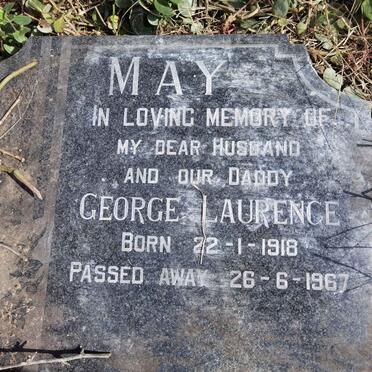 MAY
IN LOVING MEMORY OF
MY DEAR HUSBAND
AND OUR DADDY
GEORGE LAURENCE
BORN 22-1-1918
PASSED AWAY 26-6-1967